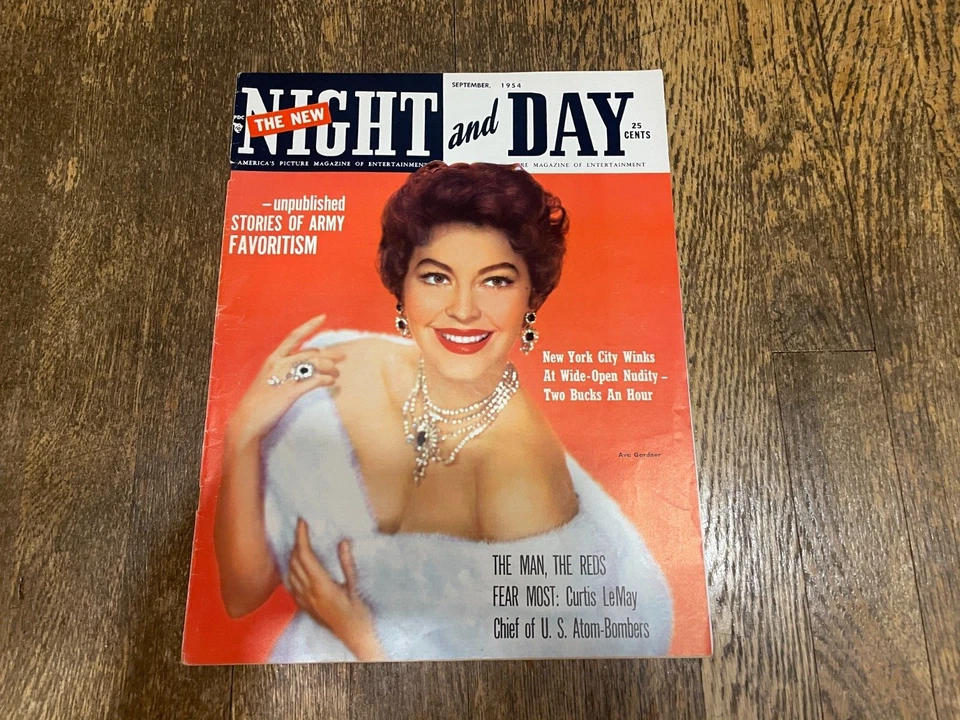 SEPTEMBER, 1954
THE NEW
NIGHT and DAY
25
CENTS
AMERICA'S PICTURE MAGAZINE OF ENTERTAINMENT
MAGAZINE OF ENTERTAINMENT
– unpublished
STORIES OF ARMY
FAVORITISM
New York City Winks
At Wide-Open Nudity –
Two Bucks An Hour
Ava Gardner
THE MAN, THE REDS
FEAR MOST: Curtis LeMay
Chief of U. S. Atom-Bombers